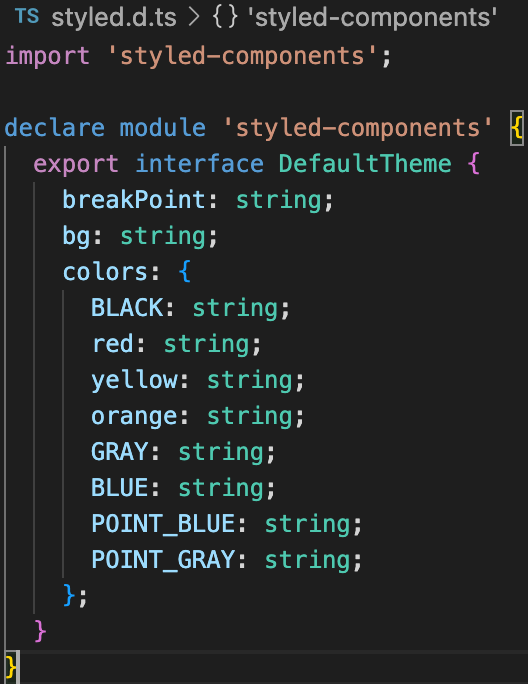 TS styled.d.ts > {} 'styled-components'
import 'styled-components';

declare module 'styled-components' {
  export interface DefaultTheme {
    breakPoint: string;
    bg: string;
    colors: {
      BLACK: string;
      red: string;
      yellow: string;
      orange: string;
      GRAY: string;
      BLUE: string;
      POINT_BLUE: string;
      POINT_GRAY: string;
    };
  }
}